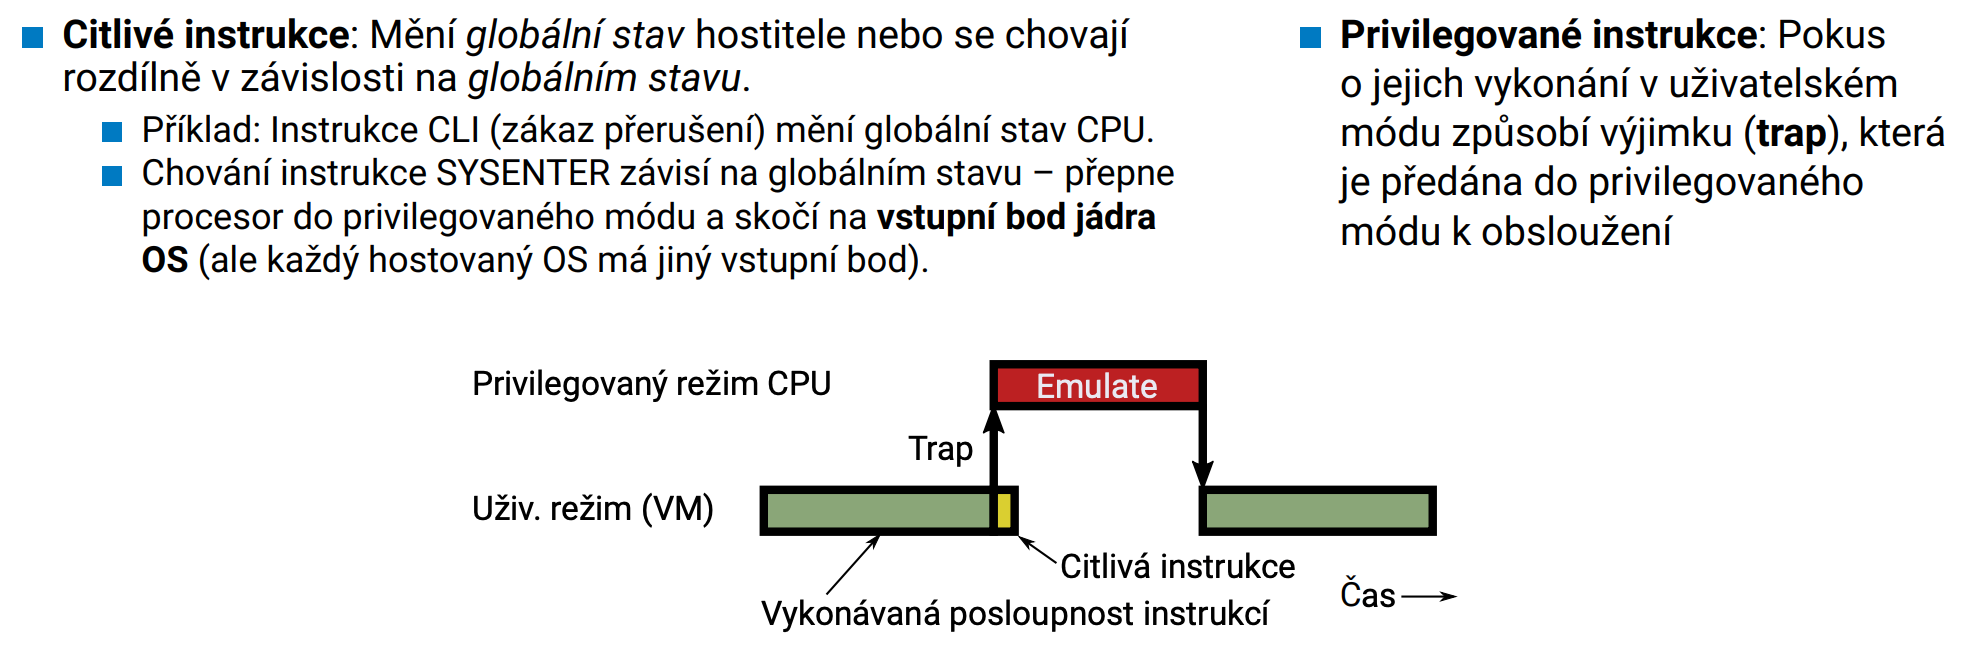 Citlivé instrukce: Mění globální stav hostitele nebo se chovají
rozdílně v závislosti na globálním stavu.
Příklad: Instrukce CLI (zákaz přerušení) mění globální stav CPU.
Chování instrukce SYSENTER závisí na globálním stavu – přepne
procesor do privilegovaného módu a skočí na vstupní bod jádra
OS (ale každý hostovaný OS má jiný vstupní bod).
Privilegované instrukce: Pokus
o jejich vykonání v uživatelském
módu způsobí výjimku (trap), která
je předána do privilegovaného
módu k obsloužení
Privilegovaný režim CPU
Emulate
Trap
Uživ. režim (VM)
Citlivá instrukce
Čas
Vykonávaná posloupnost instrukcí